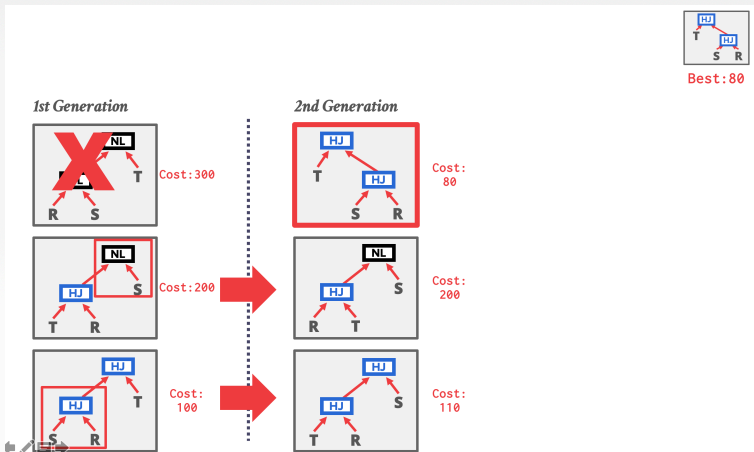 HJ
T
HJ
S R
Best:80
1st Generation
2nd Generation
NL
T
R S
Cost:300
HJ
T
HJ
S R
Cost:
80
NL
S
HJ
T R
Cost:200
NL
S
HJ
R T
Cost:
200
HJ
T
HJ
S R
Cost:
100
HJ
S
HJ
T R
Cost:
110